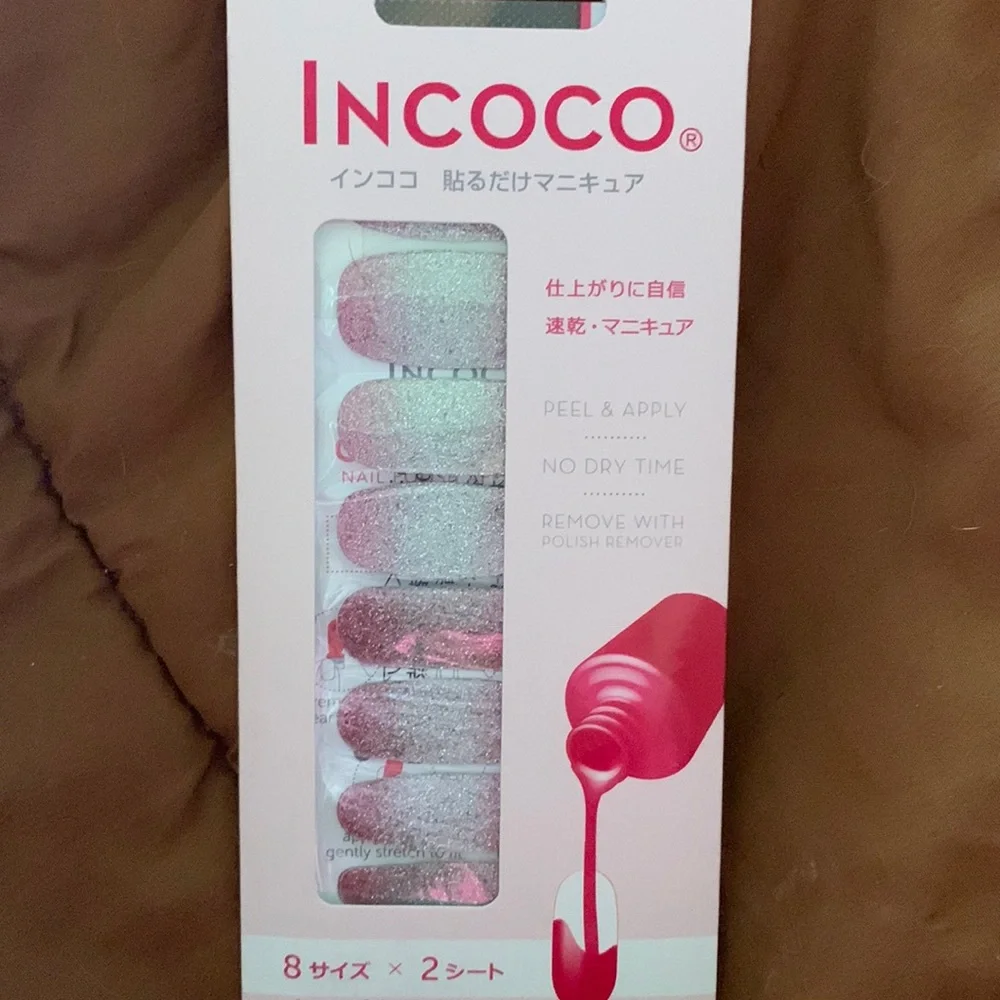 INCOCO®
インココ 貼るだけマニキュア
仕上がりに自信
速乾・マニキュア
PEEL & APPLY
NO DRY TIME
REMOVE WITH
POLISH REMOVER
INCOC
NAIL
gently stretch to
8サイズ × 2シート